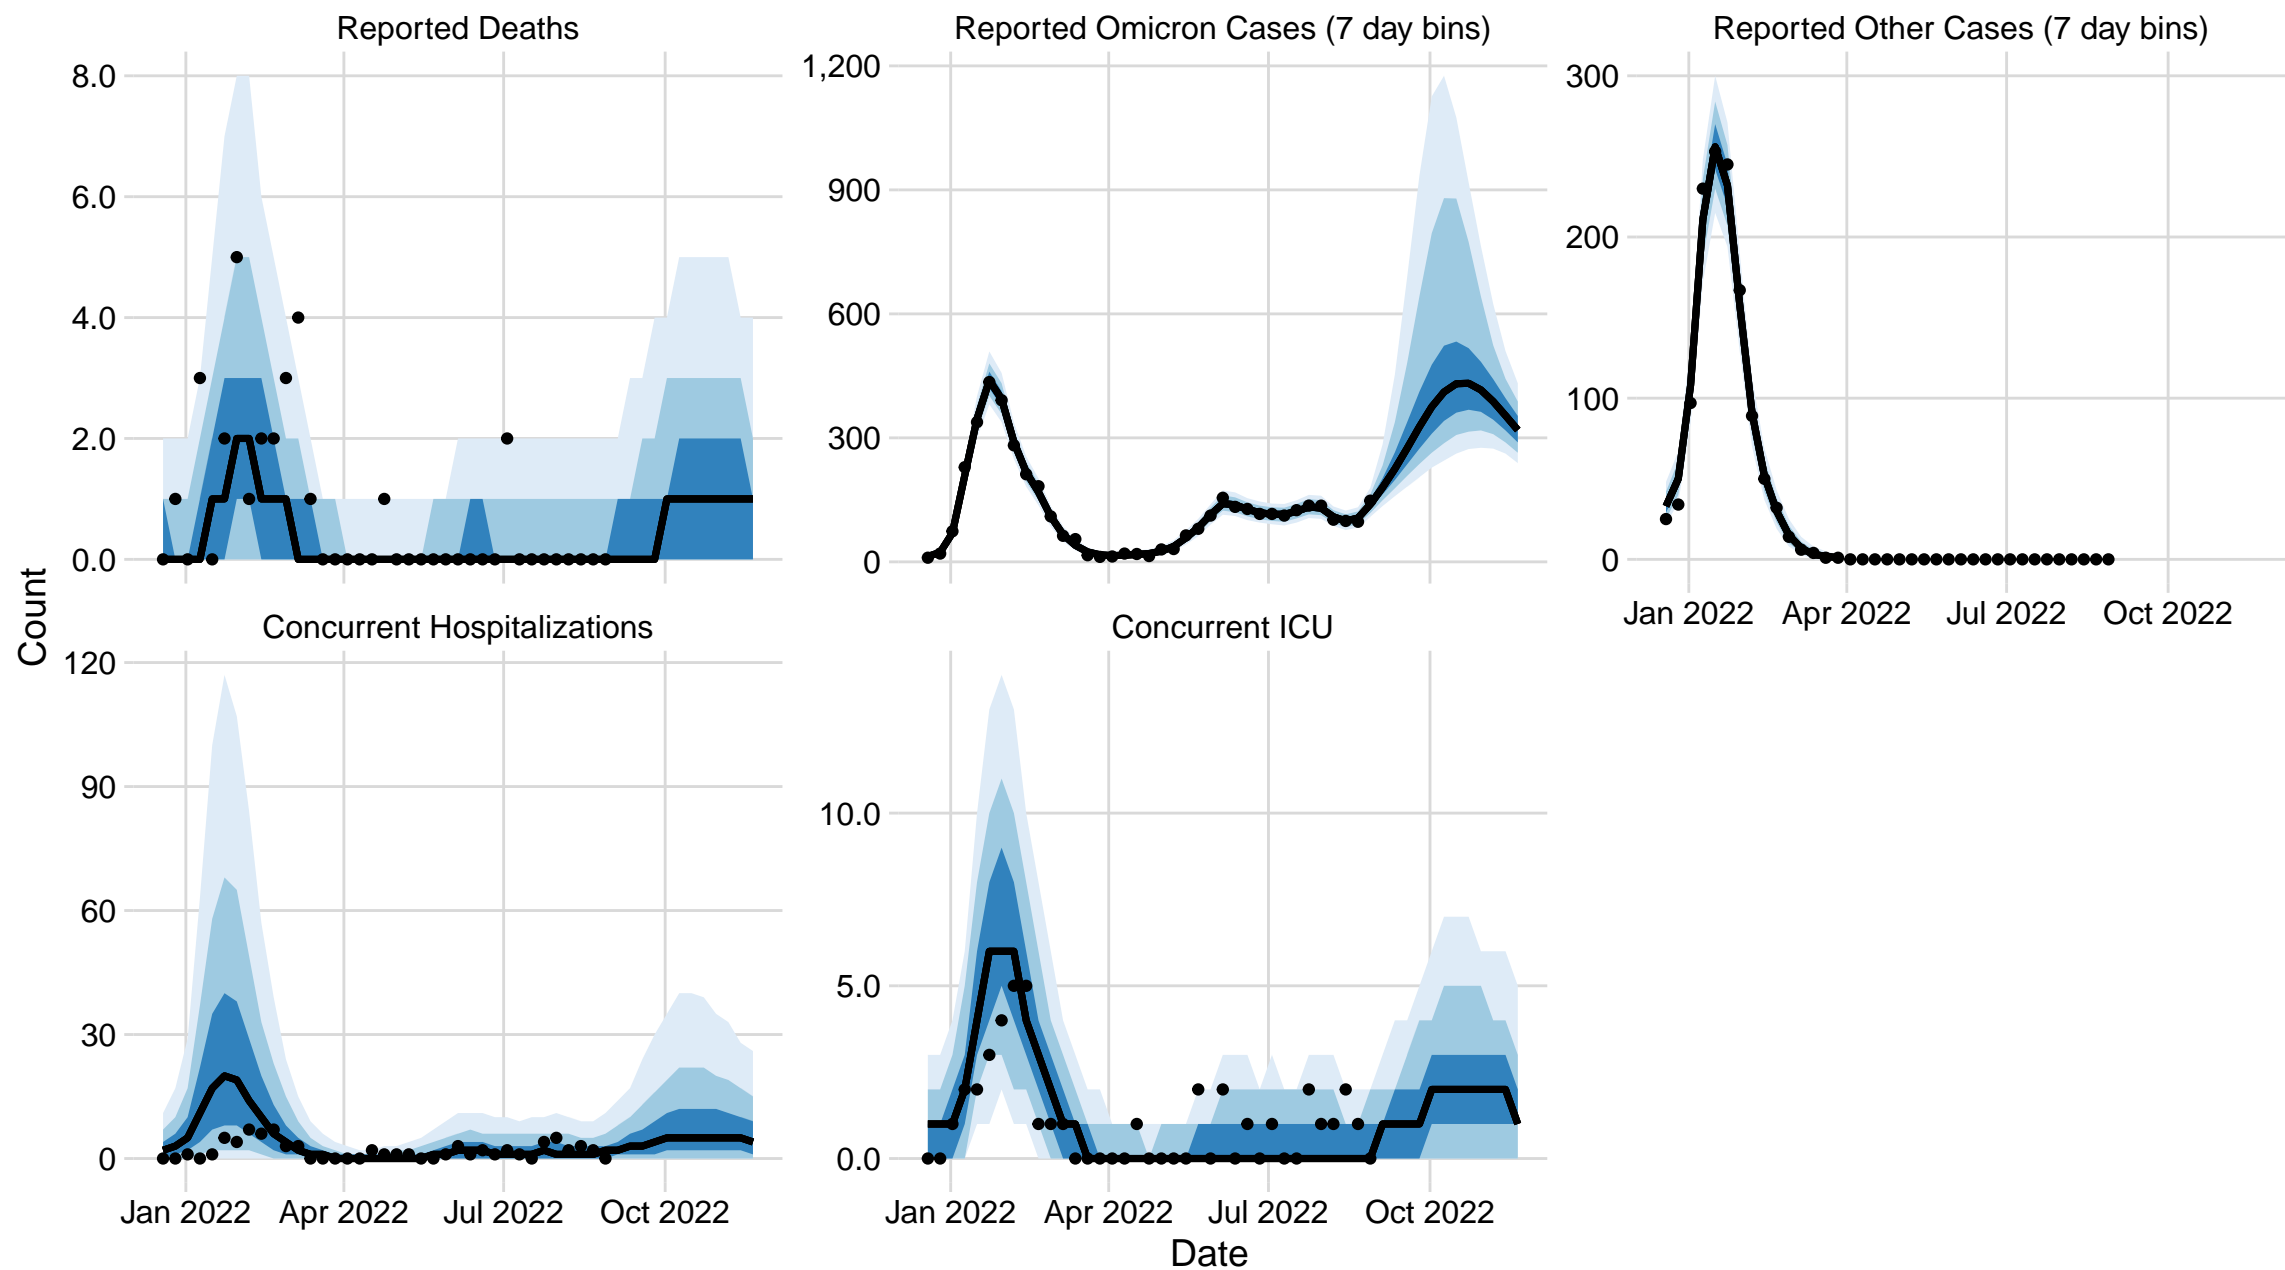 Reported Deaths
Reported Omicron Cases (7 day bins)
Reported Other Cases (7 day bins)
8.0
6.0
4.0
2.0
0.0
1,200
900
600
300
0
300
200
100
0
Jan 2022 Apr 2022 Jul 2022 Oct 2022
Count
Concurrent Hospitalizations
Concurrent ICU
120
90
60
30
0
10.0
5.0
0.0
Jan 2022 Apr 2022 Jul 2022 Oct 2022
Jan 2022 Apr 2022 Jul 2022 Oct 2022
Date